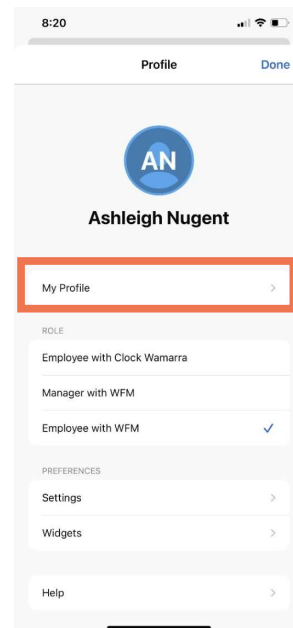 8:20
Profile
Done
AN
Ashleigh Nugent
My Profile
ROLE
Employee with Clock Wamarra
Manager with WFM
Employee with WFM
PREFERENCES
Settings
Widgets
Help